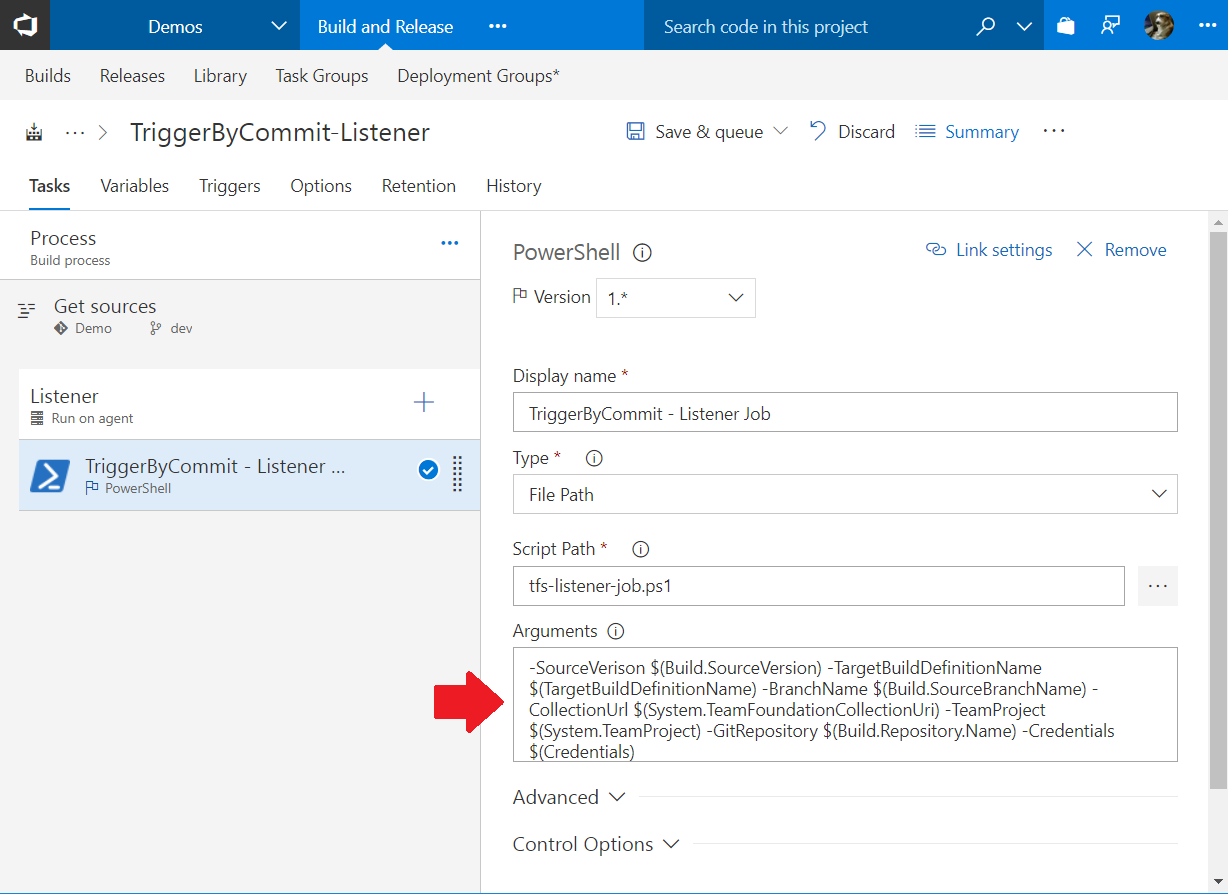 Demos
Build and Release
Search code in this project
Builds Releases Library Task Groups Deployment Groups*
··· > TriggerByCommit-Listener
Save & queue Discard Summary ···
Tasks Variables Triggers Options Retention History
Process
Build process
Get sources
Demo dev
Listener
Run on agent
TriggerByCommit - Listener ...
PowerShell
PowerShell
Link settings Remove
Version 1.*
Display name *
TriggerByCommit - Listener Job
Type *
File Path
Script Path *
tfs-listener-job.ps1
...
Arguments
-SourceVerison $(Build.SourceVersion) -TargetBuildDefinitionName
$(TargetBuildDefinitionName) -BranchName $(Build.SourceBranchName) -
CollectionUrl $(System.TeamFoundationCollectionUri) -TeamProject
$(System.TeamProject) -GitRepository $(Build.Repository.Name) -Credentials
$(Credentials)
Advanced
Control Options